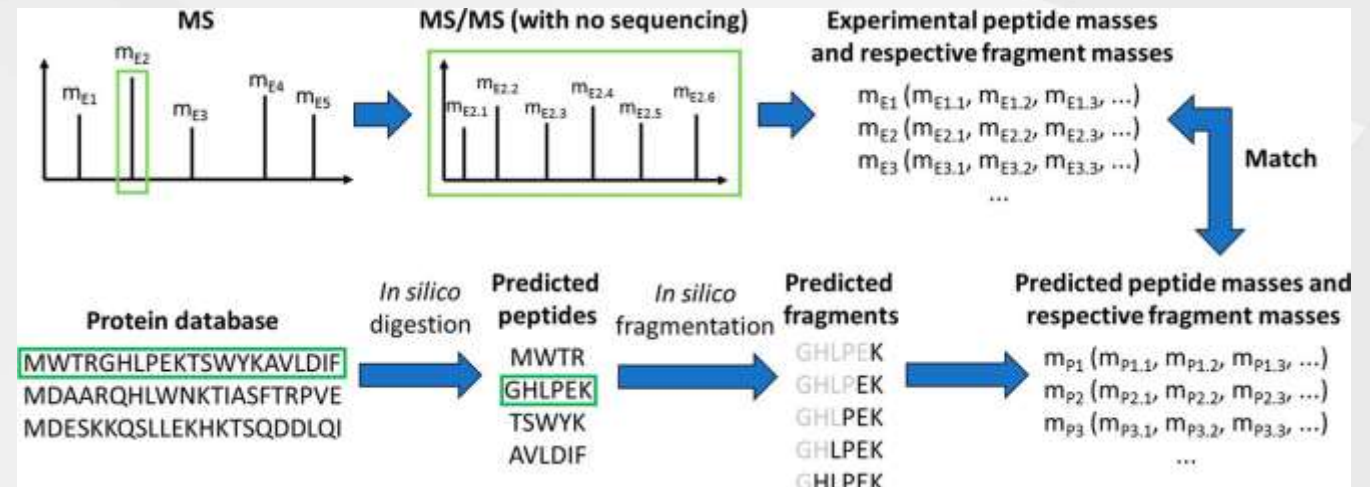 MS
mE1
mE2
mE3
mE4
mE5
MS/MS (with no sequencing)
mE2.1
mE2.2
mE2.3
mE2.4
mE2.5
mE2.6
Experimental peptide masses
and respective fragment masses
mE1 (mE1.1, mE1.2, mE1.3, ...)
mE2 (mE2.1, mE2.2, mE2.3, ...)
mE3 (mE3.1, mE3.2, mE3.3, ...)
...
Match
Protein database
MWTRGHLPEKTSWYKAVLDIF
MDAARQHLWNKTIASFTRPVE
MDESKKQSLLEKHKTSQDDLQI
In silico
digestion
Predicted
peptides
MWTR
GHLPEK
TSWYK
AVLDIF
In silico
fragmentation
Predicted
fragments
GHLPEK
GHLPEK
GHLPEK
GHLPEK
GHLPEK
Predicted peptide masses and
respective fragment masses
mP1 (mP1.1, mP1.2, mP1.3, ...)
mP2 (mP2.1, mP2.2, mP2.3, ...)
mP3 (mP3.1, mP3.2, mP3.3, ...)
...